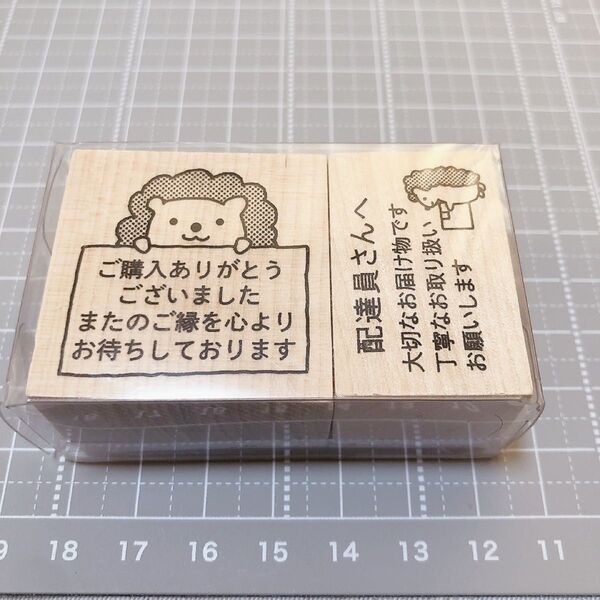 ご購入ありがとう
ございました
またのご縁を心より
お待ちしております
配達員さんへ
大切なお届け物です
丁寧なお取り扱い
お願いします
19 18 17 16 15 14 13 12 11